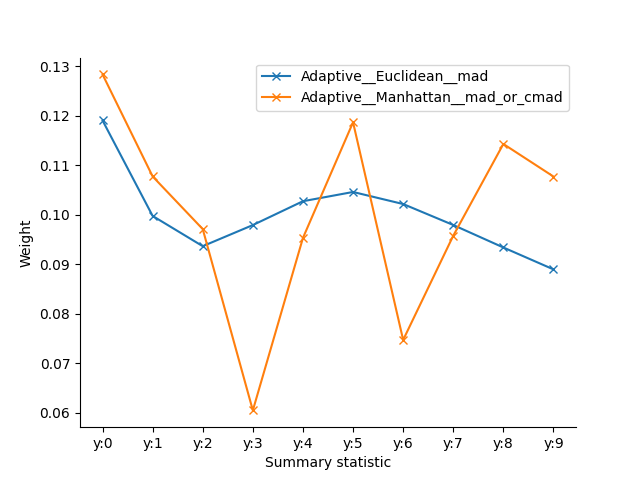 Adaptive__Euclidean__mad
Adaptive__Manhattan__mad_or_cmad
0.13
0.12
0.11
0.10
0.09
0.08
0.07
0.06
Weight
y:0 y:1 y:2 y:3 y:4 y:5 y:6 y:7 y:8 y:9
Summary statistic